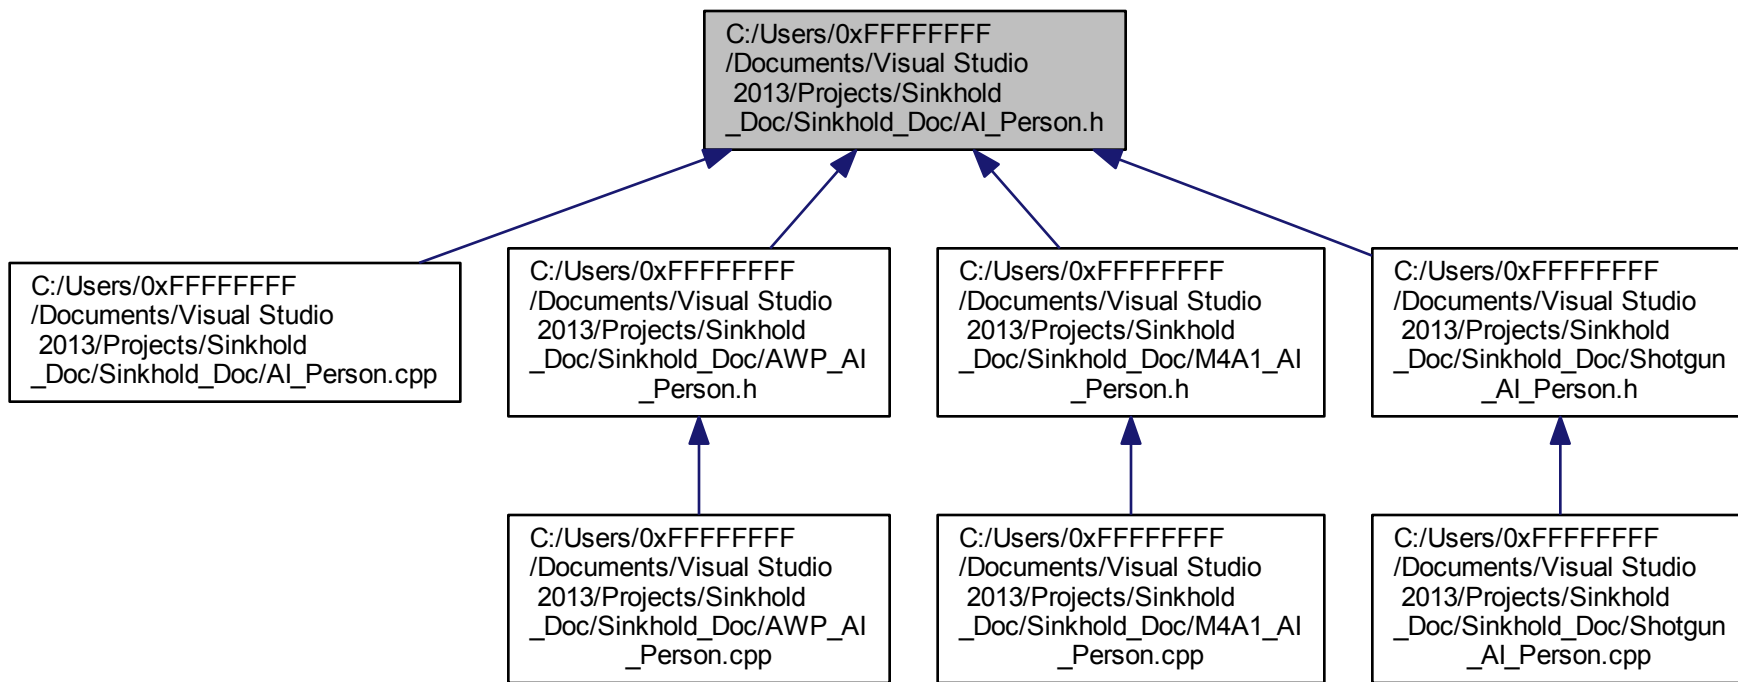 C:/Users/0xFFFFFFFF
/Documents/Visual Studio
2013/Projects/Sinkhold
_Doc/Sinkhold_Doc/AI_Person.h
C:/Users/0xFFFFFFFF
/Documents/Visual Studio
2013/Projects/Sinkhold
_Doc/Sinkhold_Doc/AI_Person.cpp
C:/Users/0xFFFFFFFF
/Documents/Visual Studio
2013/Projects/Sinkhold
_Doc/Sinkhold_Doc/AWP_AI
_Person.h
C:/Users/0xFFFFFFFF
/Documents/Visual Studio
2013/Projects/Sinkhold
_Doc/Sinkhold_Doc/M4A1_AI
_Person.h
C:/Users/0xFFFFFFFF
/Documents/Visual Studio
2013/Projects/Sinkhold
_Doc/Sinkhold_Doc/Shotgun
_AI_Person.h
C:/Users/0xFFFFFFFF
/Documents/Visual Studio
2013/Projects/Sinkhold
_Doc/Sinkhold_Doc/AWP_AI
_Person.cpp
C:/Users/0xFFFFFFFF
/Documents/Visual Studio
2013/Projects/Sinkhold
_Doc/Sinkhold_Doc/M4A1_AI
_Person.cpp
C:/Users/0xFFFFFFFF
/Documents/Visual Studio
2013/Projects/Sinkhold
_Doc/Sinkhold_Doc/Shotgun
_AI_Person.cpp